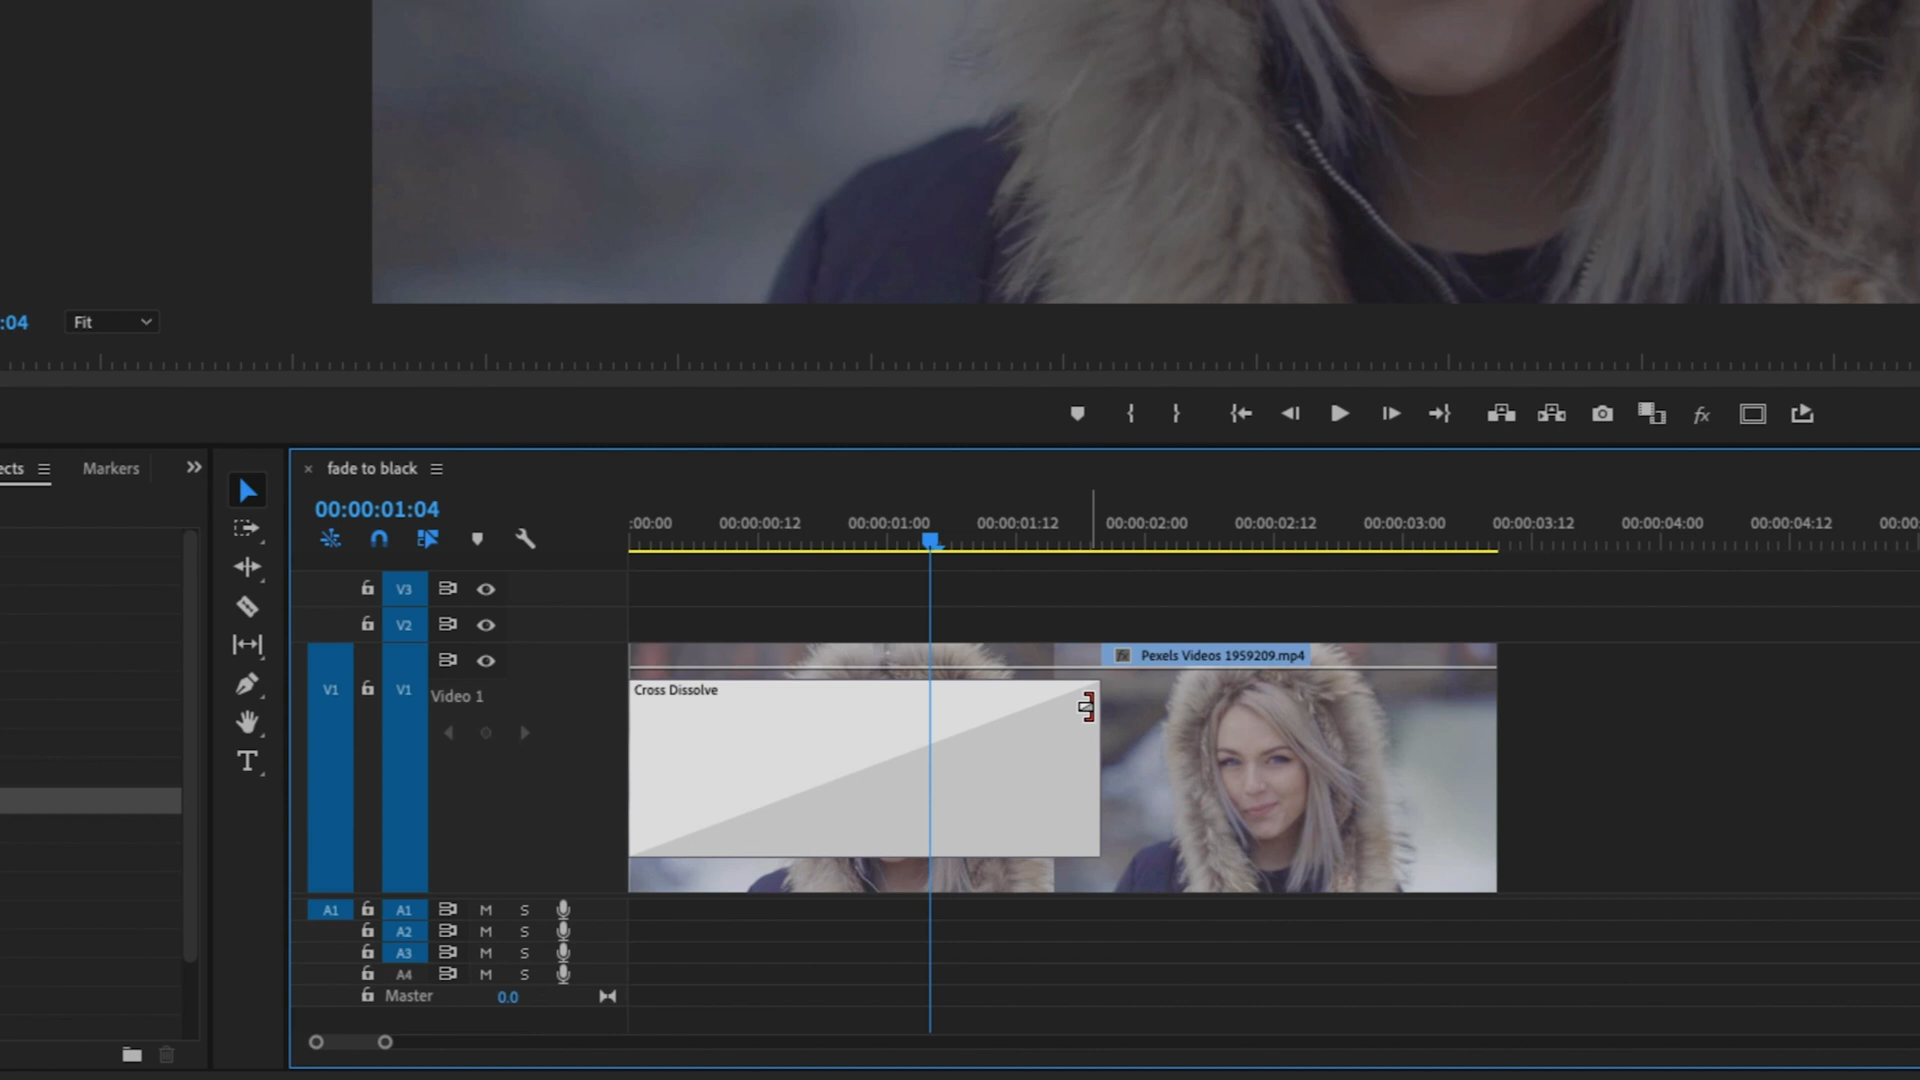 :04
Fit
ects
Markers
fade to black
00:00:01:04
:00:00
00:00:00:12
00:00:01:00
00:00:01:12
00:00:02:00
00:00:02:12
00:00:03:00
00:00:03:12
00:00:04:00
00:00:04:12
00:00:
fx
V3
V2
V1
V1
Video 1
fx
Pexels Videos 1959209.mp4
Cross Dissolve
T
A1
A1
M
S
A2
M
S
A3
M
S
A4
M
S
Master
0.0